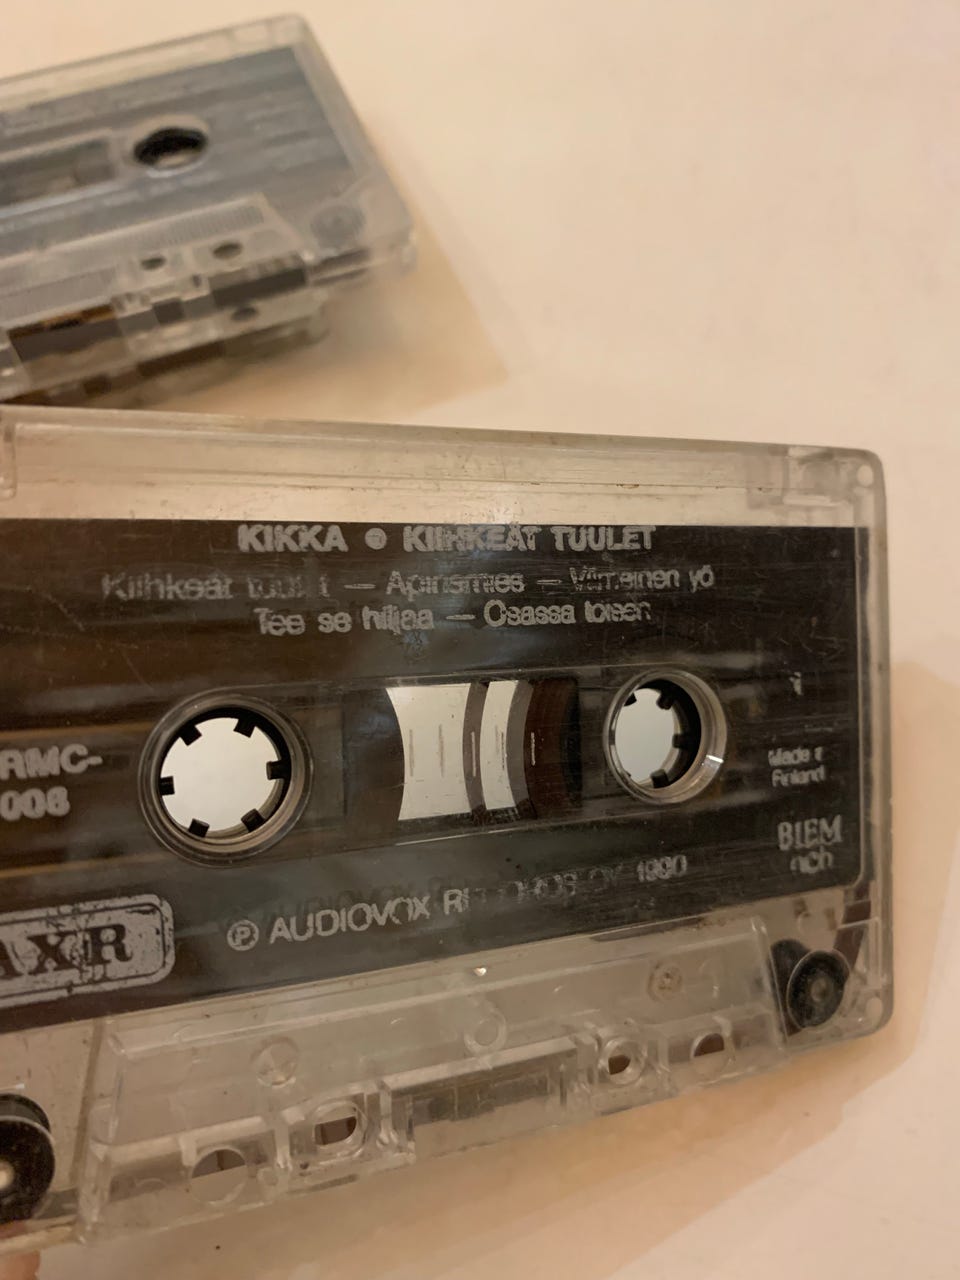 KIKKA • KIIHKEÄT TUULET
Kiihkeät tuulet — Apinamies — Viimeinen yö
Tee se hiljaa — Osassa toisen
RMC-
008
Made i
Finland
BIEM
ncb
Ⓟ AUDIOVOX RECORDS OY 1990
AXR